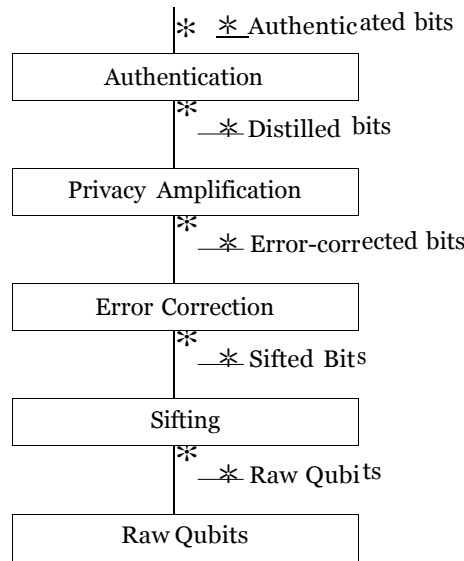 * * Authenticated bits
Authentication
*
* Distilled bits
Privacy Amplification
*
* Error-corrected bits
Error Correction
*
* Sifted Bits
Sifting
*
* Raw Qubits
Raw Qubits